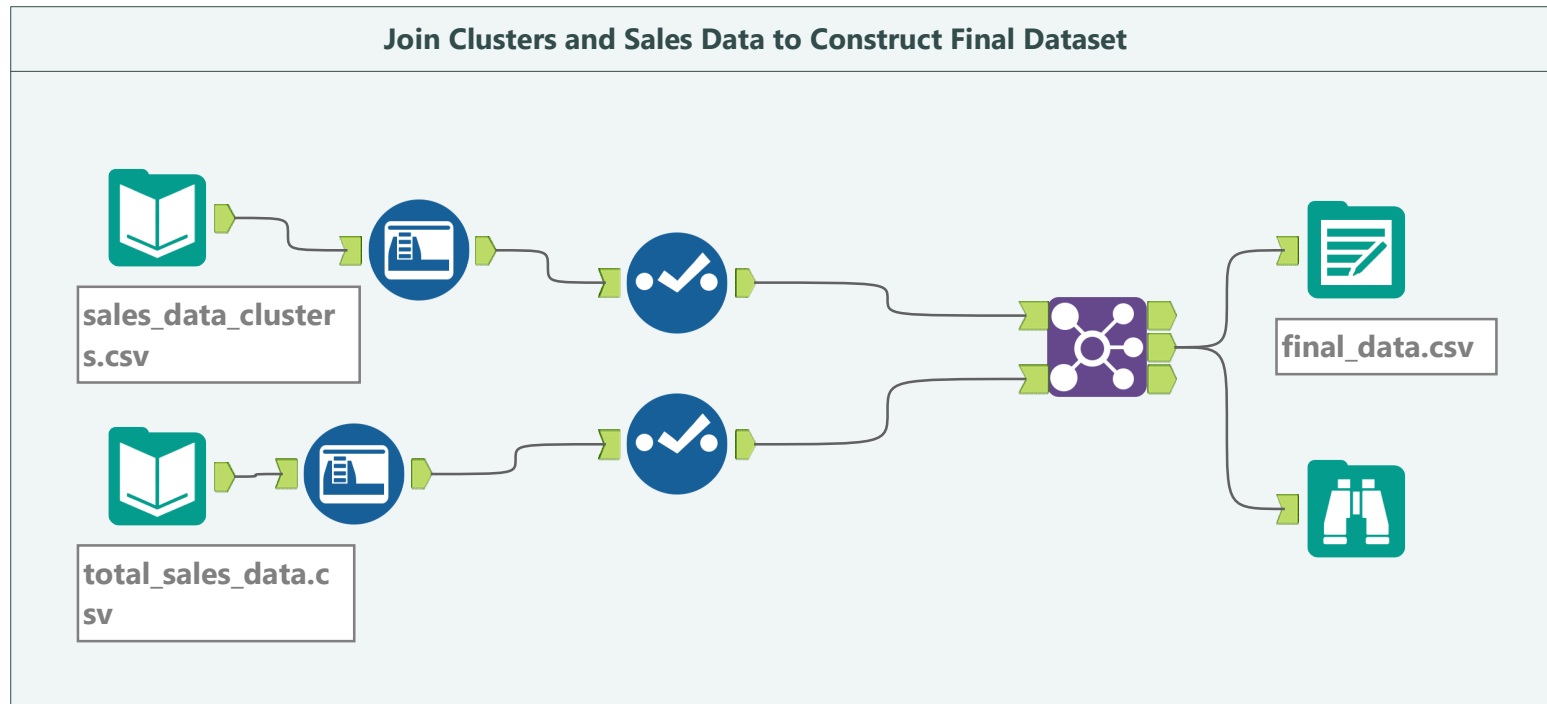 Join Clusters and Sales Data to Construct Final Dataset
sales_data_cluster
s.csv
final_data.csv
total_sales_data.c
sv